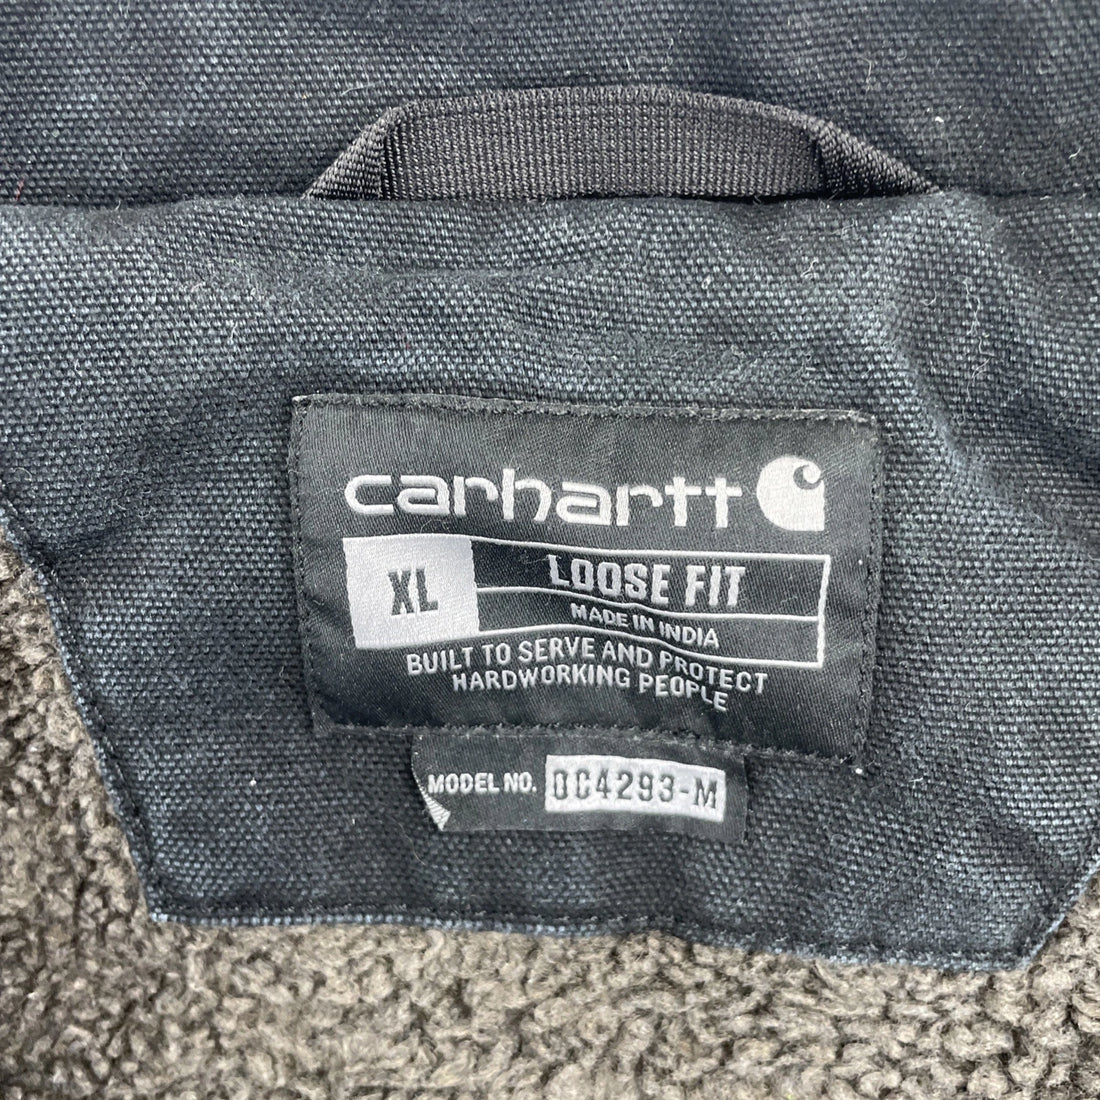 carhartt
XL
LOOSE FIT
MADE IN INDIA
BUILT TO SERVE AND PROTECT
HARDWORKING PEOPLE
MODEL NO. OC4293-M